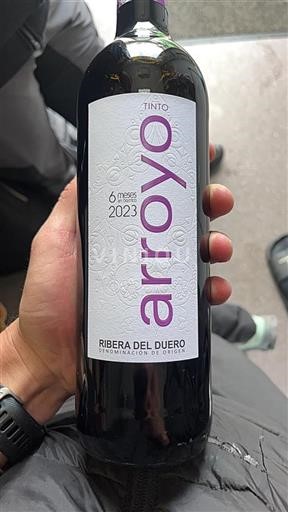 TINTO
arroyo
6 meses
en barrica
2023
RIBERA DEL DUERO
DENOMINACIÓN DE ORIGEN